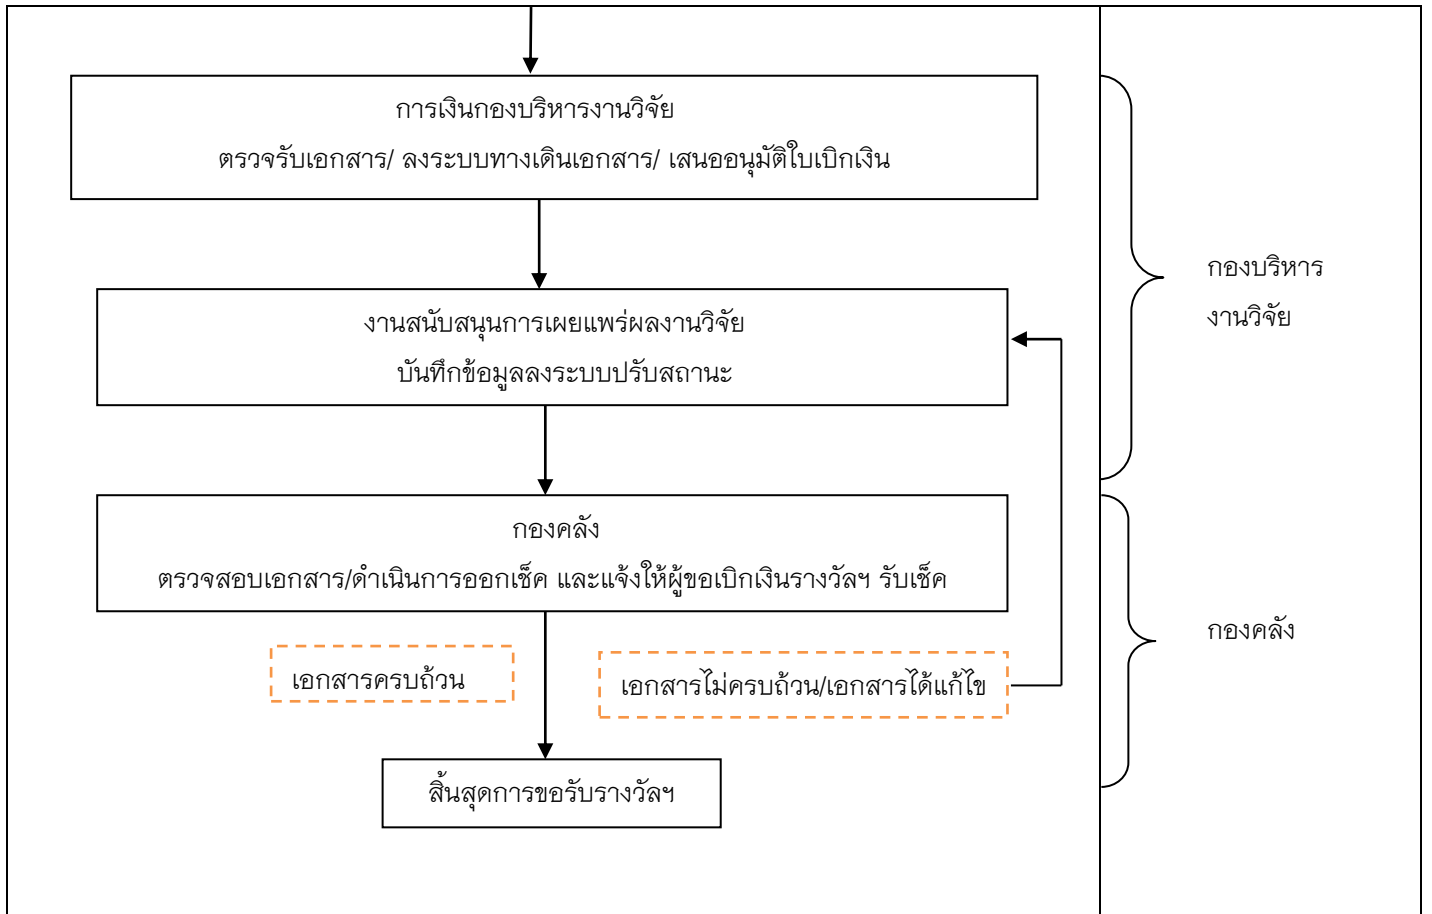 การเงินกองบริหารงานวิจัย
ตรวจรับเอกสาร/ ลงระบบทางเดินเอกสาร/ เสนออนุมัติใบเบิกเงิน
กองบริหาร
งานวิจัย
งานสนับสนุนการเผยแพร่ผลงานวิจัย
บันทึกข้อมูลลงระบบปรับสถานะ
กองคลัง
ตรวจสอบเอกสาร/ดำเนินการออกเช็ค และแจ้งให้ผู้ขอเบิกเงินรางวัลฯ รับเช็ค
กองคลัง
เอกสารครบถ้วน
เอกสารไม่ครบถ้วน/เอกสารได้แก้ไข
สิ้นสุดการขอรับรางวัลฯ